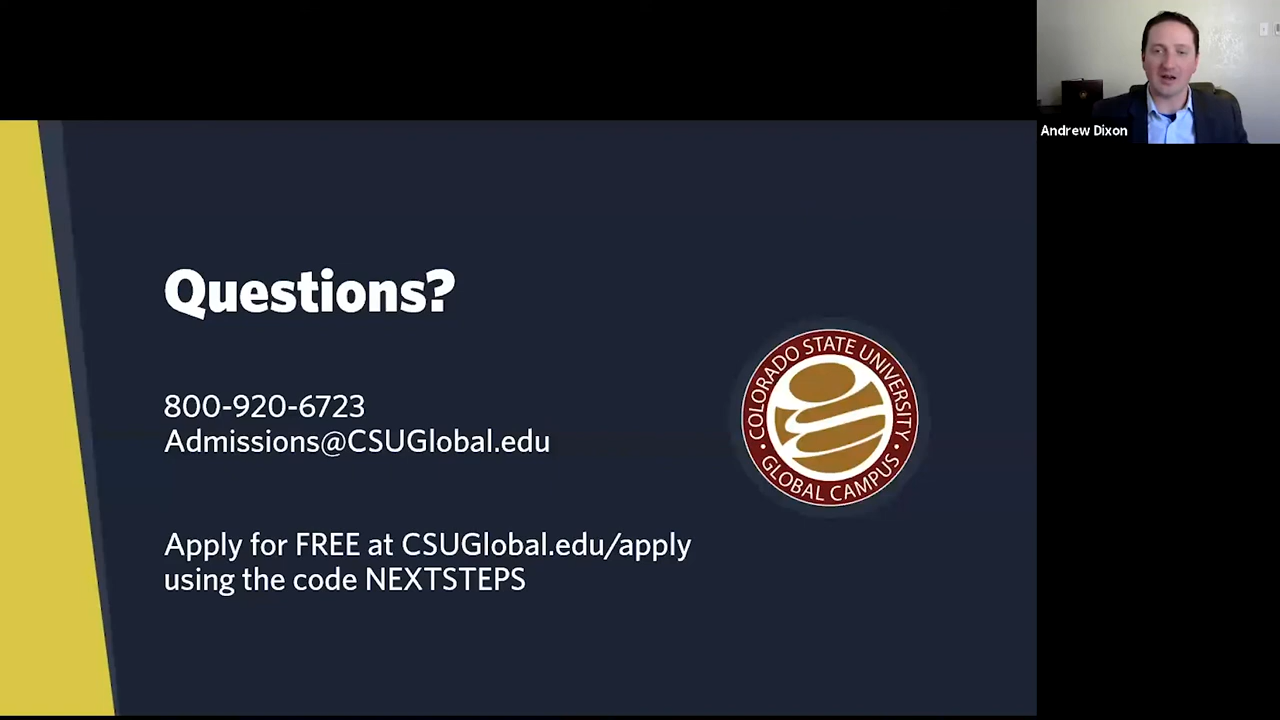 Andrew Dixon
Questions?
800-920-6723
Admissions@CSUGlobal.edu
COLORADO STATE UNIVERSITY
GLOBAL CAMPUS
Apply for FREE at CSUGlobal.edu/apply
using the code NEXTSTEPS